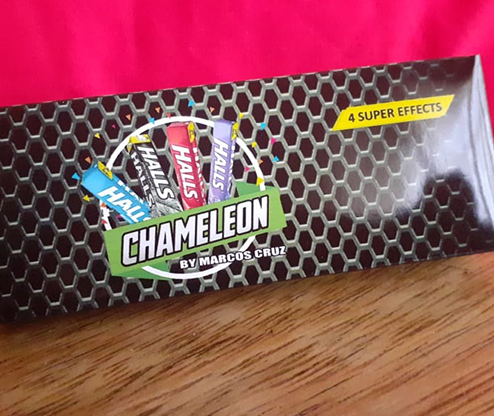 4 SUPER EFFECTS
HALLS
HALLS
HALLS
HALLS
CHAMELEON
BY MARCOS CRUZ